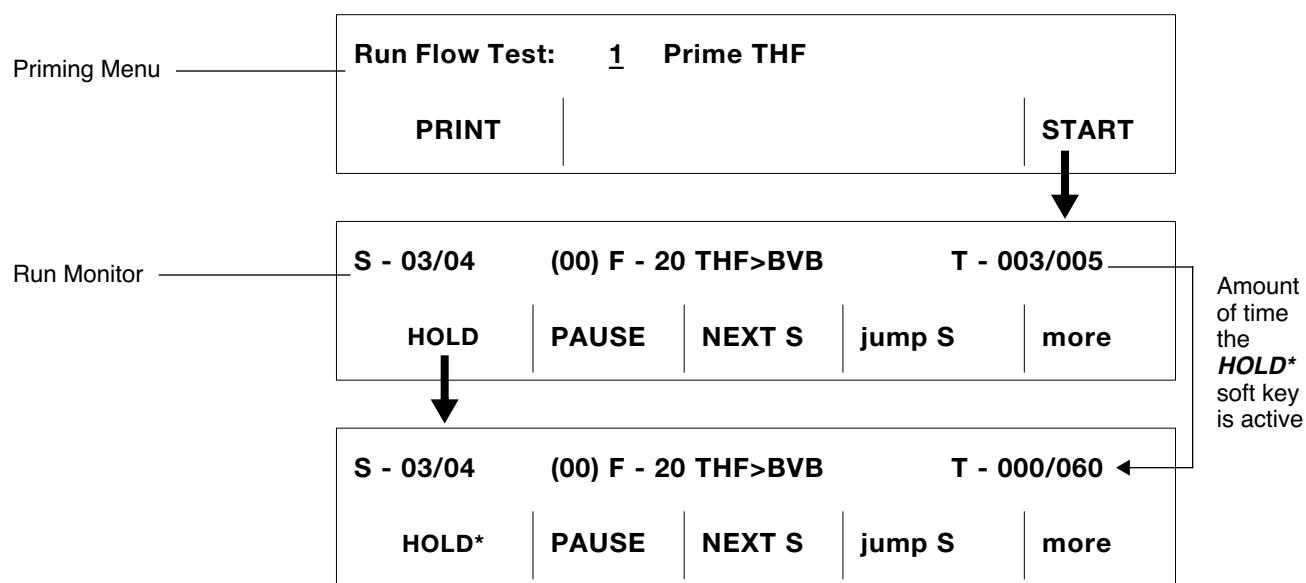 Priming Menu
Run Flow Test: 1 Prime THF
PRINT START
Run Monitor
S - 03/04 (00) F - 20 THF>BVB T - 003/005
HOLD PAUSE NEXT S jump S more
Amount
of time
the
HOLD*
soft key
is active
S - 03/04 (00) F - 20 THF>BVB T - 000/060
HOLD* PAUSE NEXT S jump S more